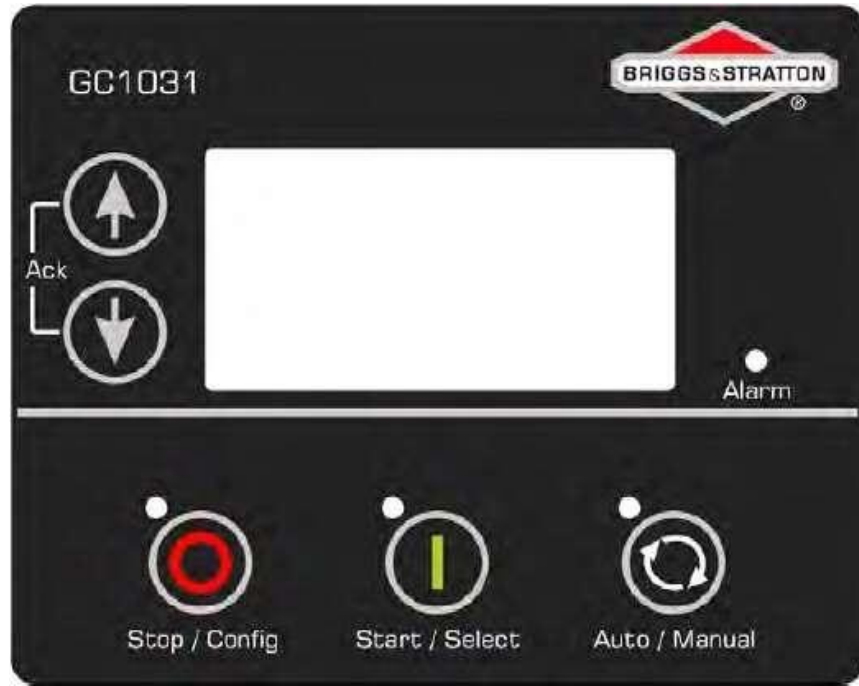 GC1031
BRIGGS&STRATTON
®
Ack
Alarm
Stop / Config
Start / Select
Auto / Manual